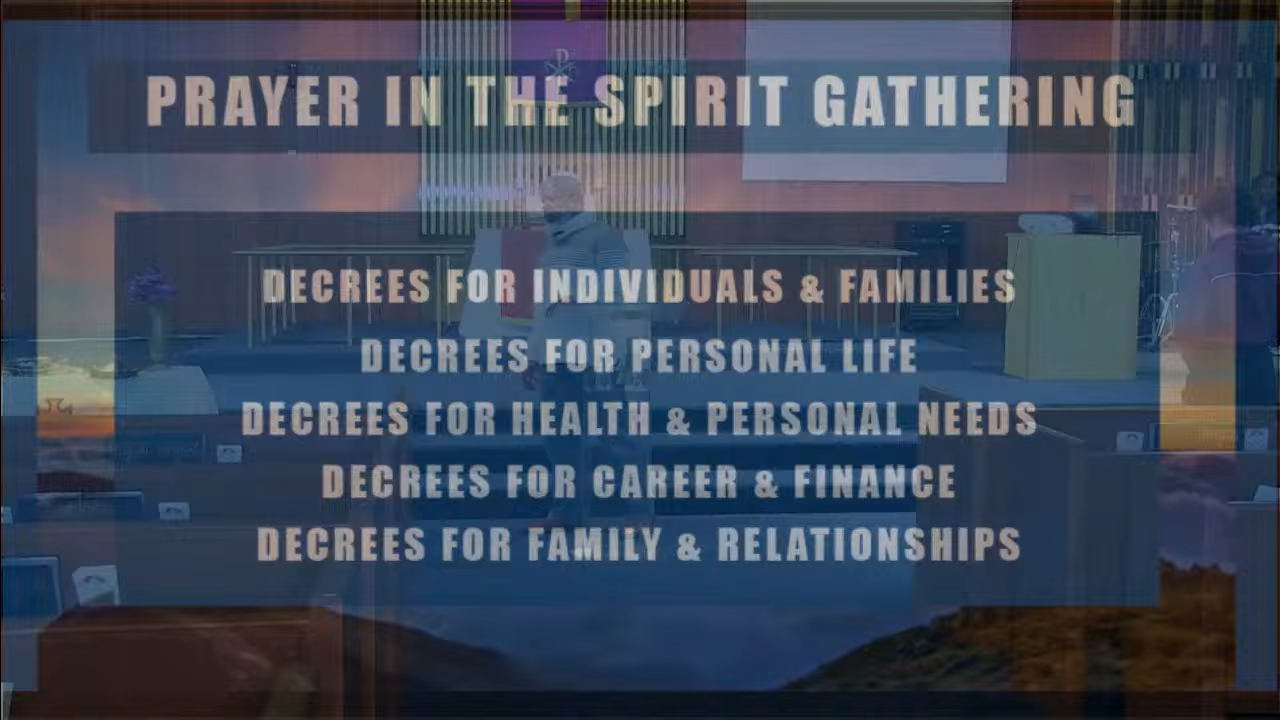 PRAYER IN THE SPIRIT GATHERING
DECREES FOR INDIVIDUALS & FAMILIES
DECREES FOR PERSONAL LIFE
DECREES FOR HEALTH & PERSONAL NEEDS
DECREES FOR CAREER & FINANCE
DECREES FOR FAMILY & RELATIONSHIPS